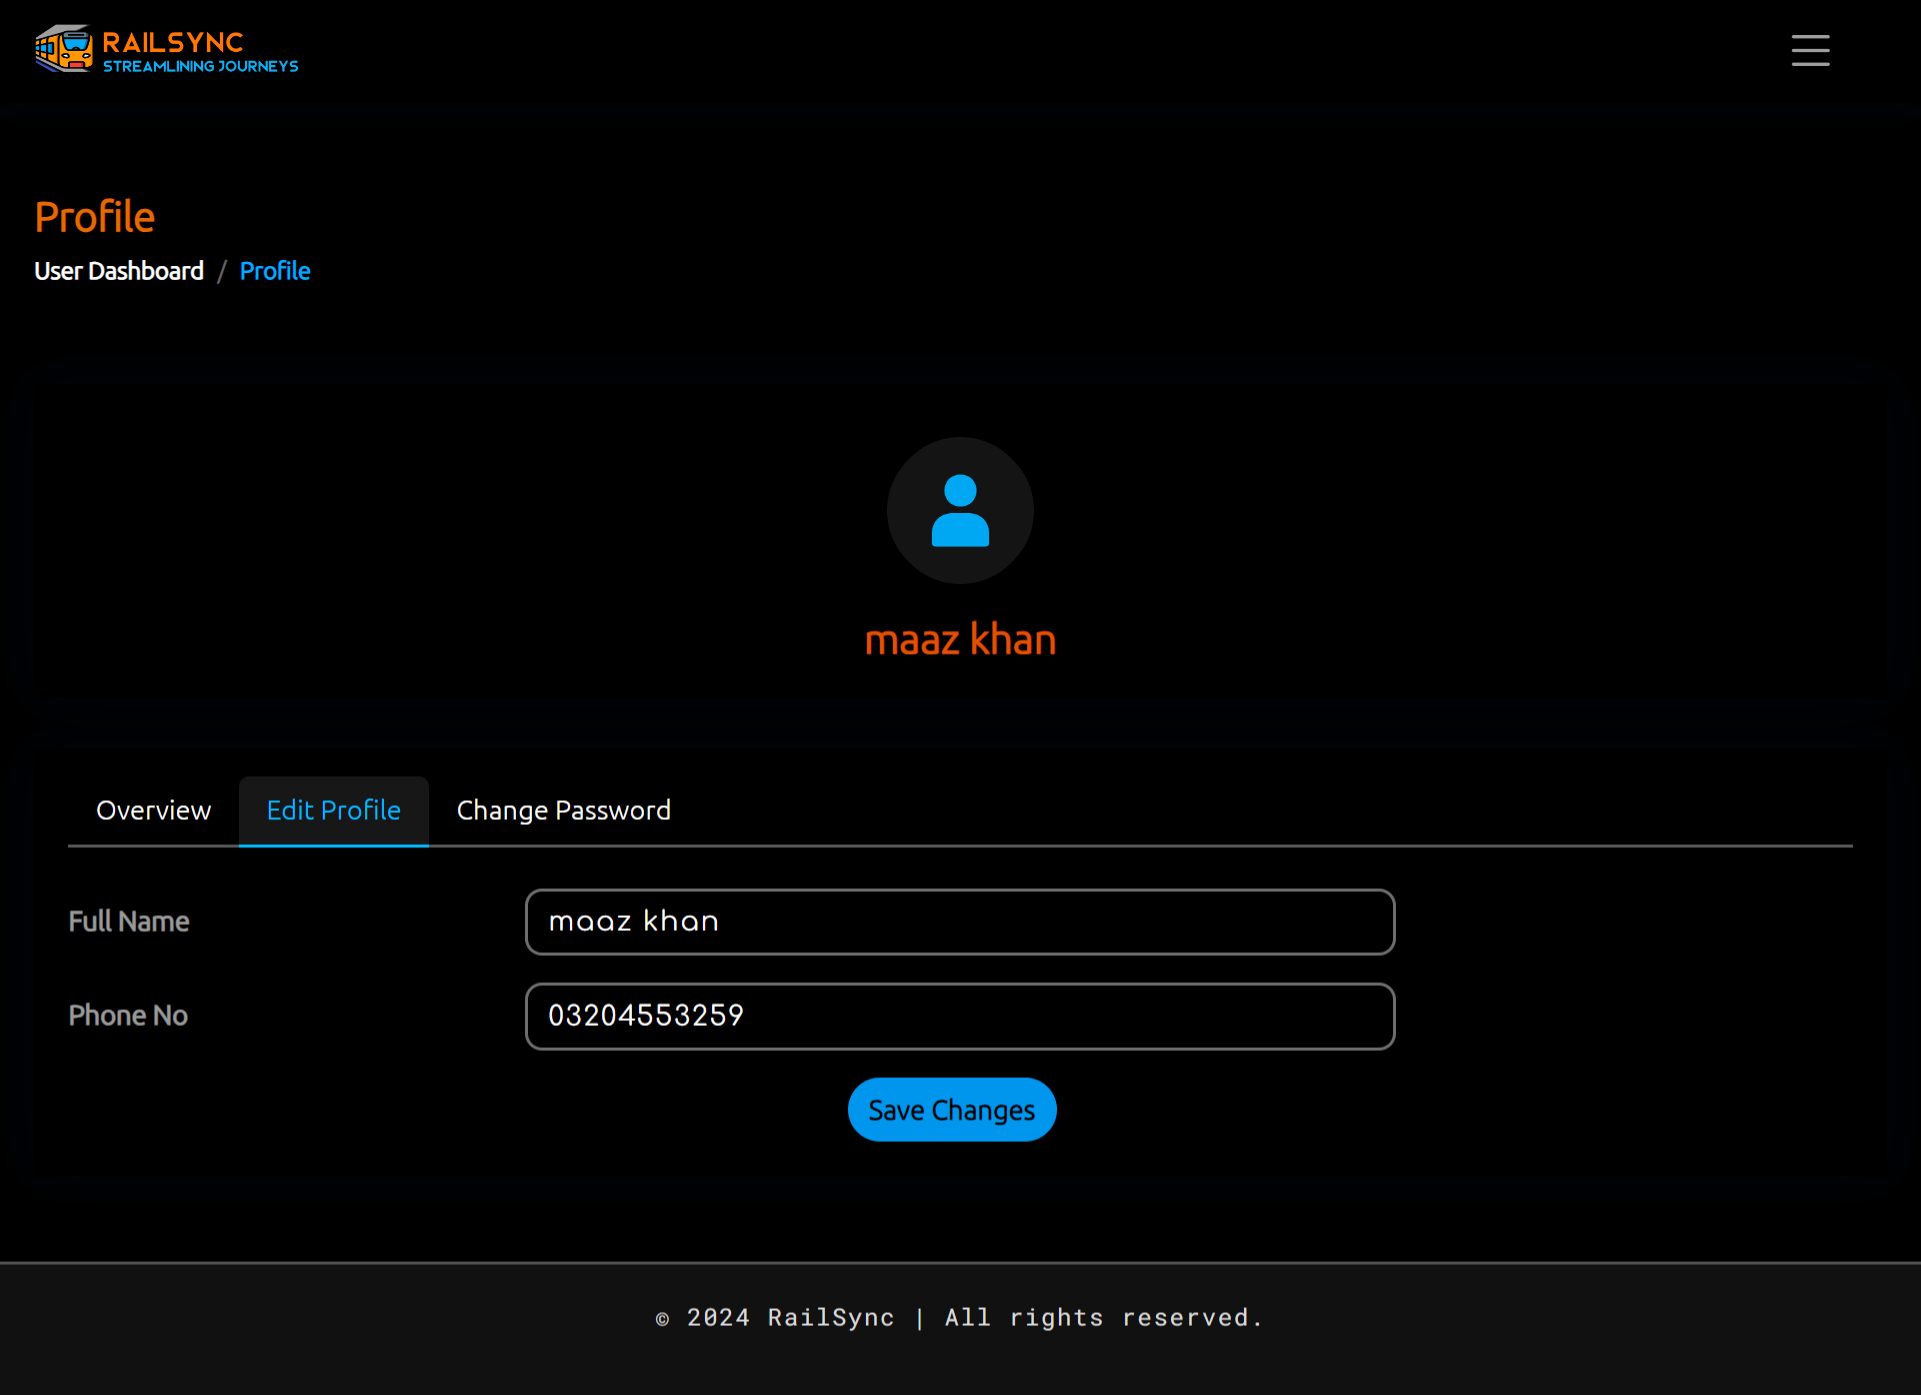 RAILSYNC
STREAMLINING JOURNEYS
Profile
User Dashboard / Profile
maaz khan
Overview Edit Profile Change Password
Full Name maaz khan
Phone No 03204553259
Save Changes
© 2024 RailSync | All rights reserved.